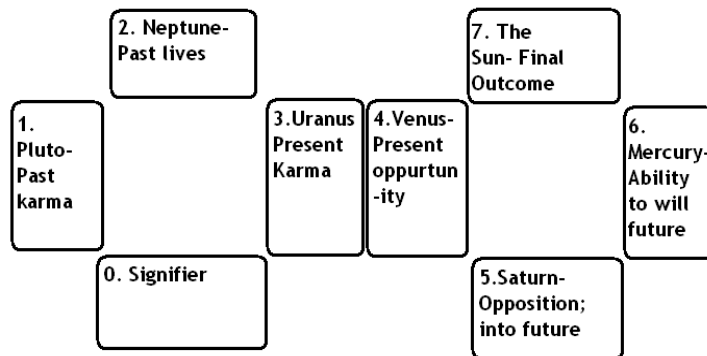 2. Neptune-
Past lives
7. The
Sun- Final
Outcome
1.
Pluto-
Past
karma
3.Uranus
Present
Karma
4.Venus-
Present
oppurtun
-ity
6.
Mercury-
Ability
to will
future
0. Signifier
5.Saturn-
Opposition;
into future